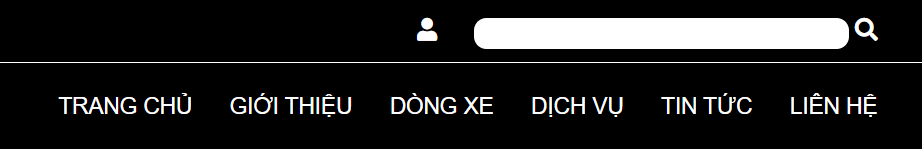 TRANG CHỦ GIỚI THIỆU DÒNG XE DỊCH VỤ TIN TỨC LIÊN HỆ